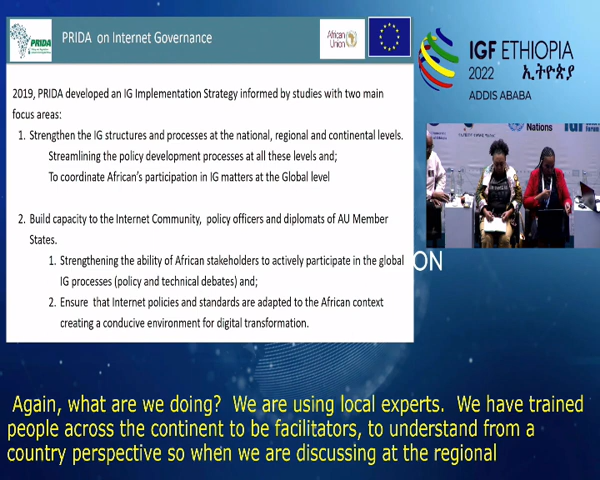 PRIDA
PRIDA on Internet Governance
African
Union
IGF ETHIOPIA
2022 ኢትዮጵያ
ADDIS ABABA
2019, PRIDA developed an IG Implementation Strategy informed by studies with two main
focus areas:
1. Strengthen the IG structures and processes at the national, regional and continental levels.
Streamlining the policy development processes at all these levels and;
To coordinate African's participation in IG matters at the Global level
2. Build capacity to the Internet Community, policy officers and diplomats of AU Member
States.
1. Strengthening the ability of African stakeholders to actively participate in the global
IG processes (policy and technical debates) and;
2. Ensure that Internet policies and standards are adapted to the African context
creating a conducive environment for digital transformation.
Nations
ON
Again, what are we doing? We are using local experts. We have trained
people across the continent to be facilitators, to understand from a
country perspective so when we are discussing at the regional